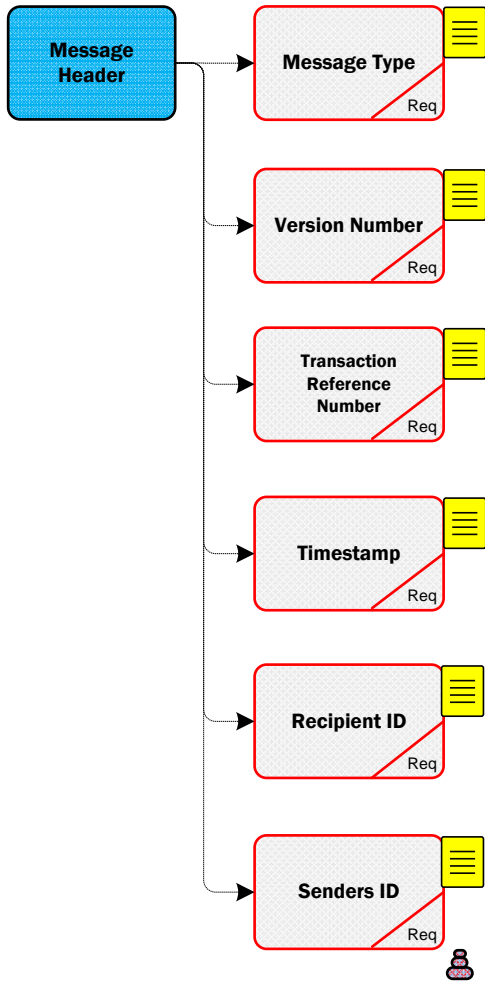 Message
Header
Message Type
Req
Version Number
Req
Transaction
Reference
Number
Req
Timestamp
Req
Recipient ID
Req
Senders ID
Req